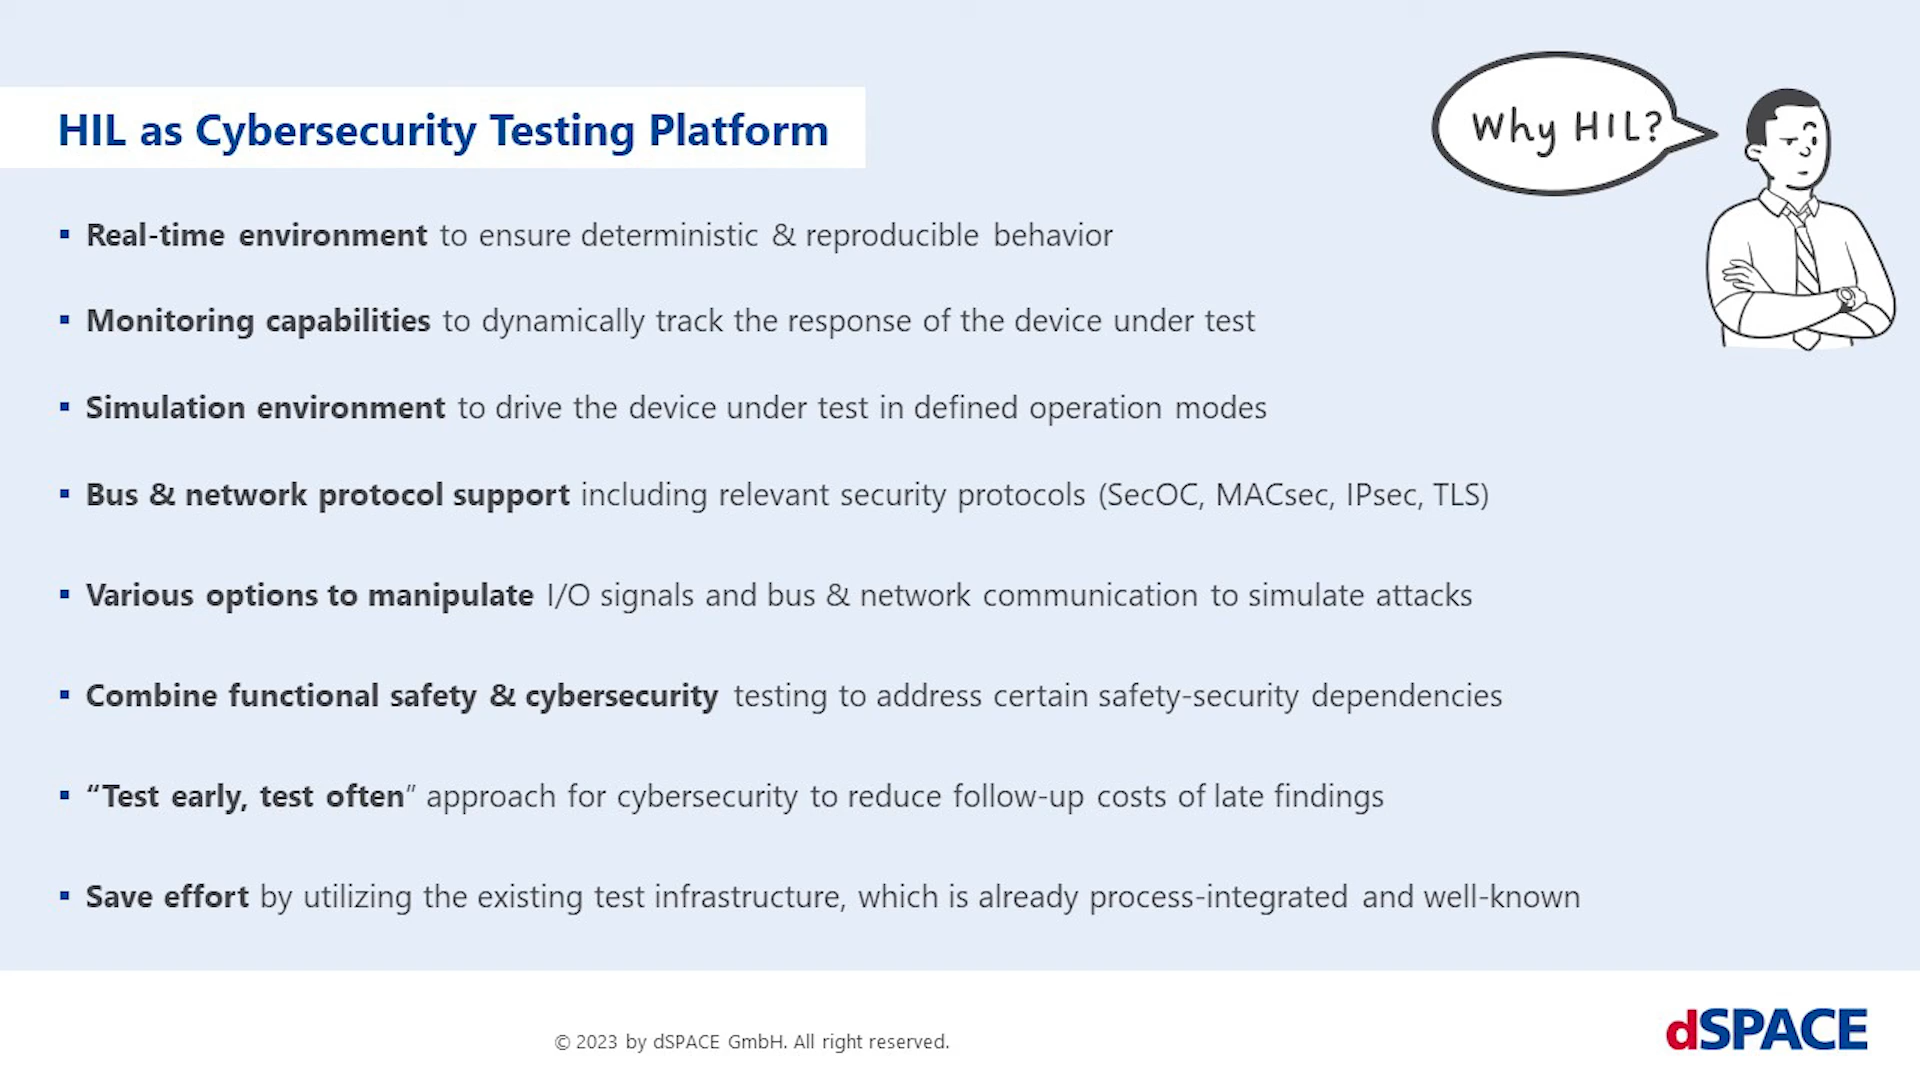 Why HIL?
HIL as Cybersecurity Testing Platform
▪ Real-time environment to ensure deterministic & reproducible behavior
▪ Monitoring capabilities to dynamically track the response of the device under test
▪ Simulation environment to drive the device under test in defined operation modes
▪ Bus & network protocol support including relevant security protocols (SecOC, MACsec, IPsec, TLS)
▪ Various options to manipulate I/O signals and bus & network communication to simulate attacks
▪ Combine functional safety & cybersecurity testing to address certain safety-security dependencies
▪ “Test early, test often” approach for cybersecurity to reduce follow-up costs of late findings
▪ Save effort by utilizing the existing test infrastructure, which is already process-integrated and well-known
© 2023 by dSPACE GmbH. All right reserved.
dSPACE